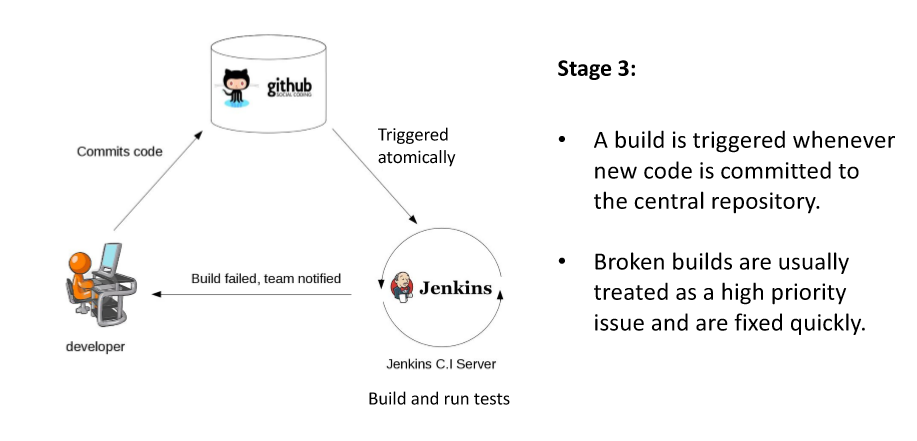 github
SOCIAL CODING
Commits code
Triggered
atomically
Build failed, team notified
developer
Jenkins
Jenkins C.I Server
Build and run tests
Stage 3:
• A build is triggered whenever
new code is committed to
the central repository.
• Broken builds are usually
treated as a high priority
issue and are fixed quickly.